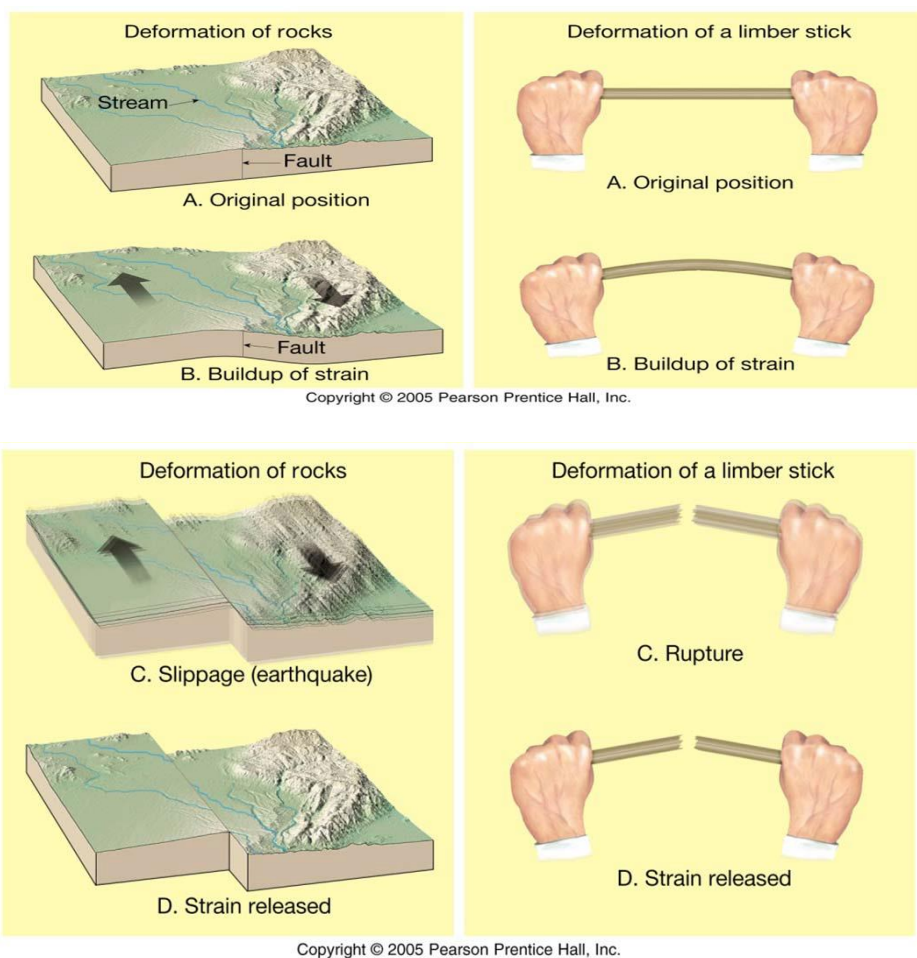 Deformation of rocks
Stream
Fault
A. Original position
Fault
B. Buildup of strain
Deformation of a limber stick
A. Original position
B. Buildup of strain
Copyright © 2005 Pearson Prentice Hall, Inc.
Deformation of rocks
C. Slippage (earthquake)
D. Strain released
Deformation of a limber stick
C. Rupture
D. Strain released
Copyright © 2005 Pearson Prentice Hall, Inc.